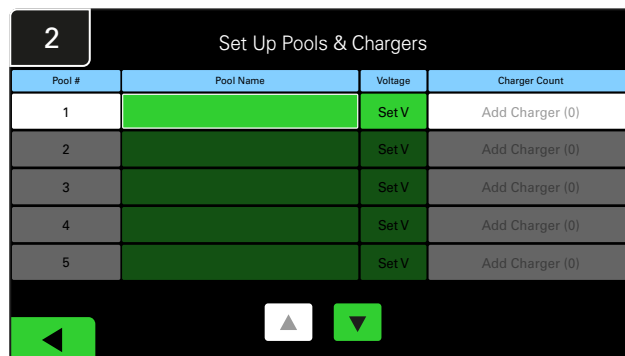 2
Set Up Pools & Chargers
Pool # Pool Name Voltage Charger Count
1 Set V Add Charger (0)
2 Set V Add Charger (0)
3 Set V Add Charger (0)
4 Set V Add Charger (0)
5 Set V Add Charger (0)